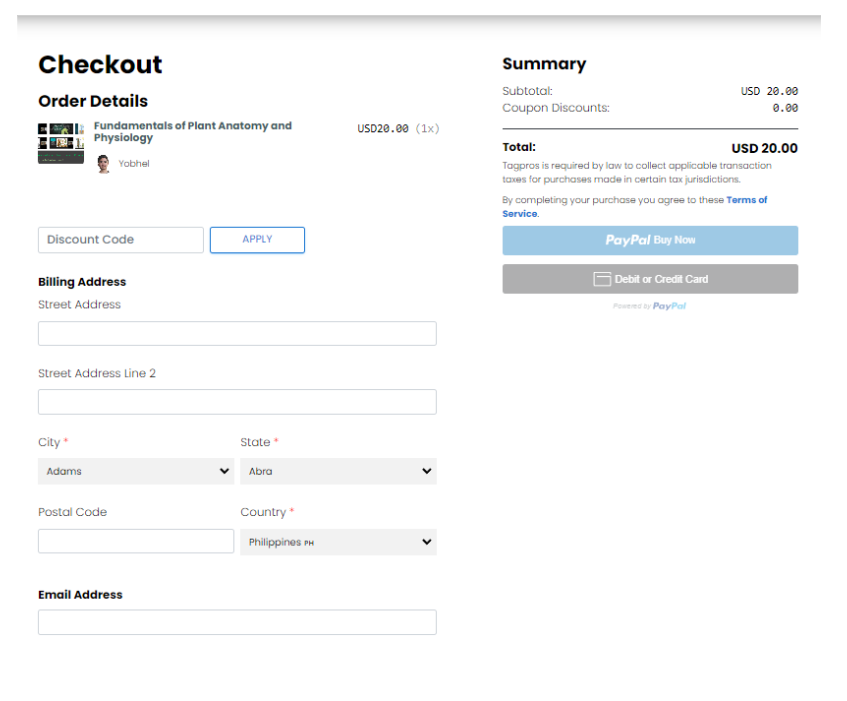 Checkout
Order Details
Fundamentals of Plant Anatomy and
Physiology
USD20.00 (1x)
Yobhel
Discount Code
APPLY
Billing Address
Street Address
Street Address Line 2
City *
State *
Adams
Abra
Postal Code
Country *
Philippines PH
Email Address
Summary
Subtotal: USD 20.00
Coupon Discounts: 0.00
Total: USD 20.00
Tagpros is required by law to collect applicable transaction
taxes for purchases made in certain tax jurisdictions.
By completing your purchase you agree to these Terms of
Service.
PayPal Buy Now
Debit or Credit Card
Powered by PayPal